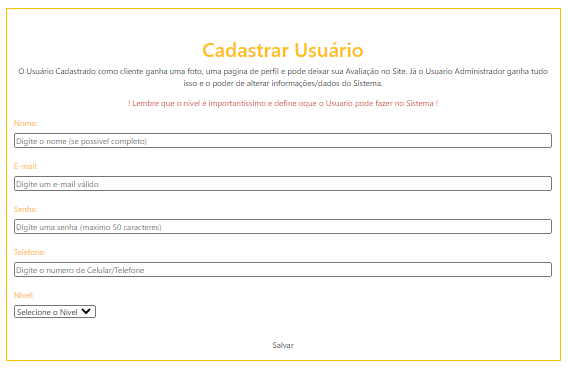 Cadastrar Usuário
O Usuário Cadastrado como cliente ganha uma foto, uma pagina de perfil e pode deixar sua Avaliação no Site. Já o Usuario Administrador ganha tudo
isso e o poder de alterar informações/dados do Sistema.
! Lembre que o nivel é importantissimo e define oque o Usuario pode fazer no Sistema !
Nome:
Digite o nome (se possivel completo)
E-mail:
Digite um e-mail válido
Senha:
Digite uma senha (maximo 50 caracteres)
Telefone:
Digite o numero de Celular/Telefone
Nivel:
Selecione o Nivel
Salvar